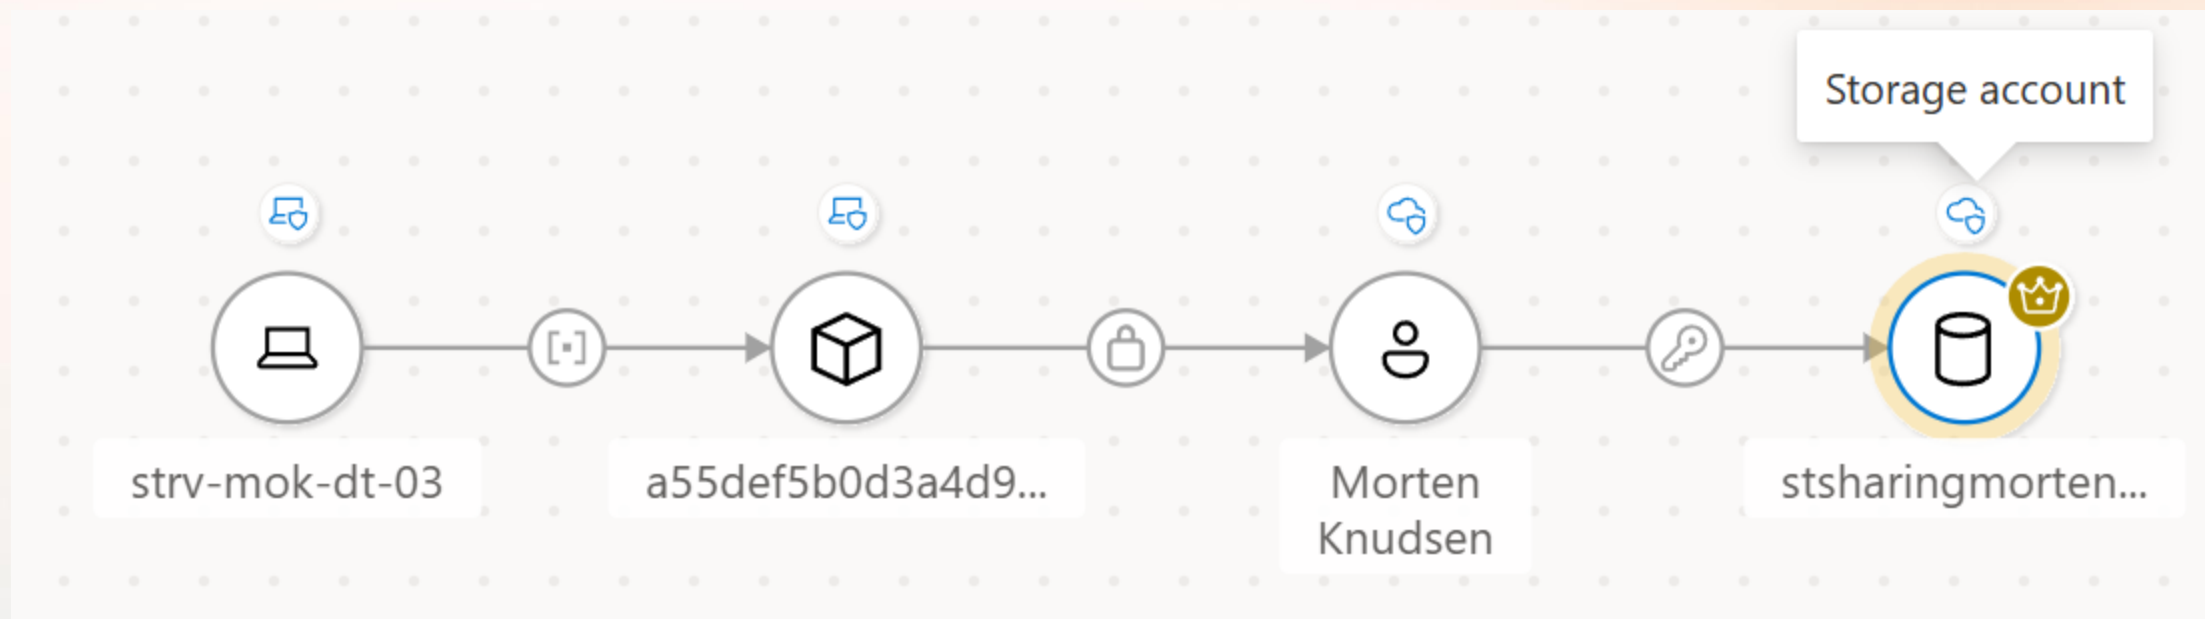 Storage account
strv-mok-dt-03
a55def5b0d3a4d9...
Morten
Knudsen
stsharingmorten...